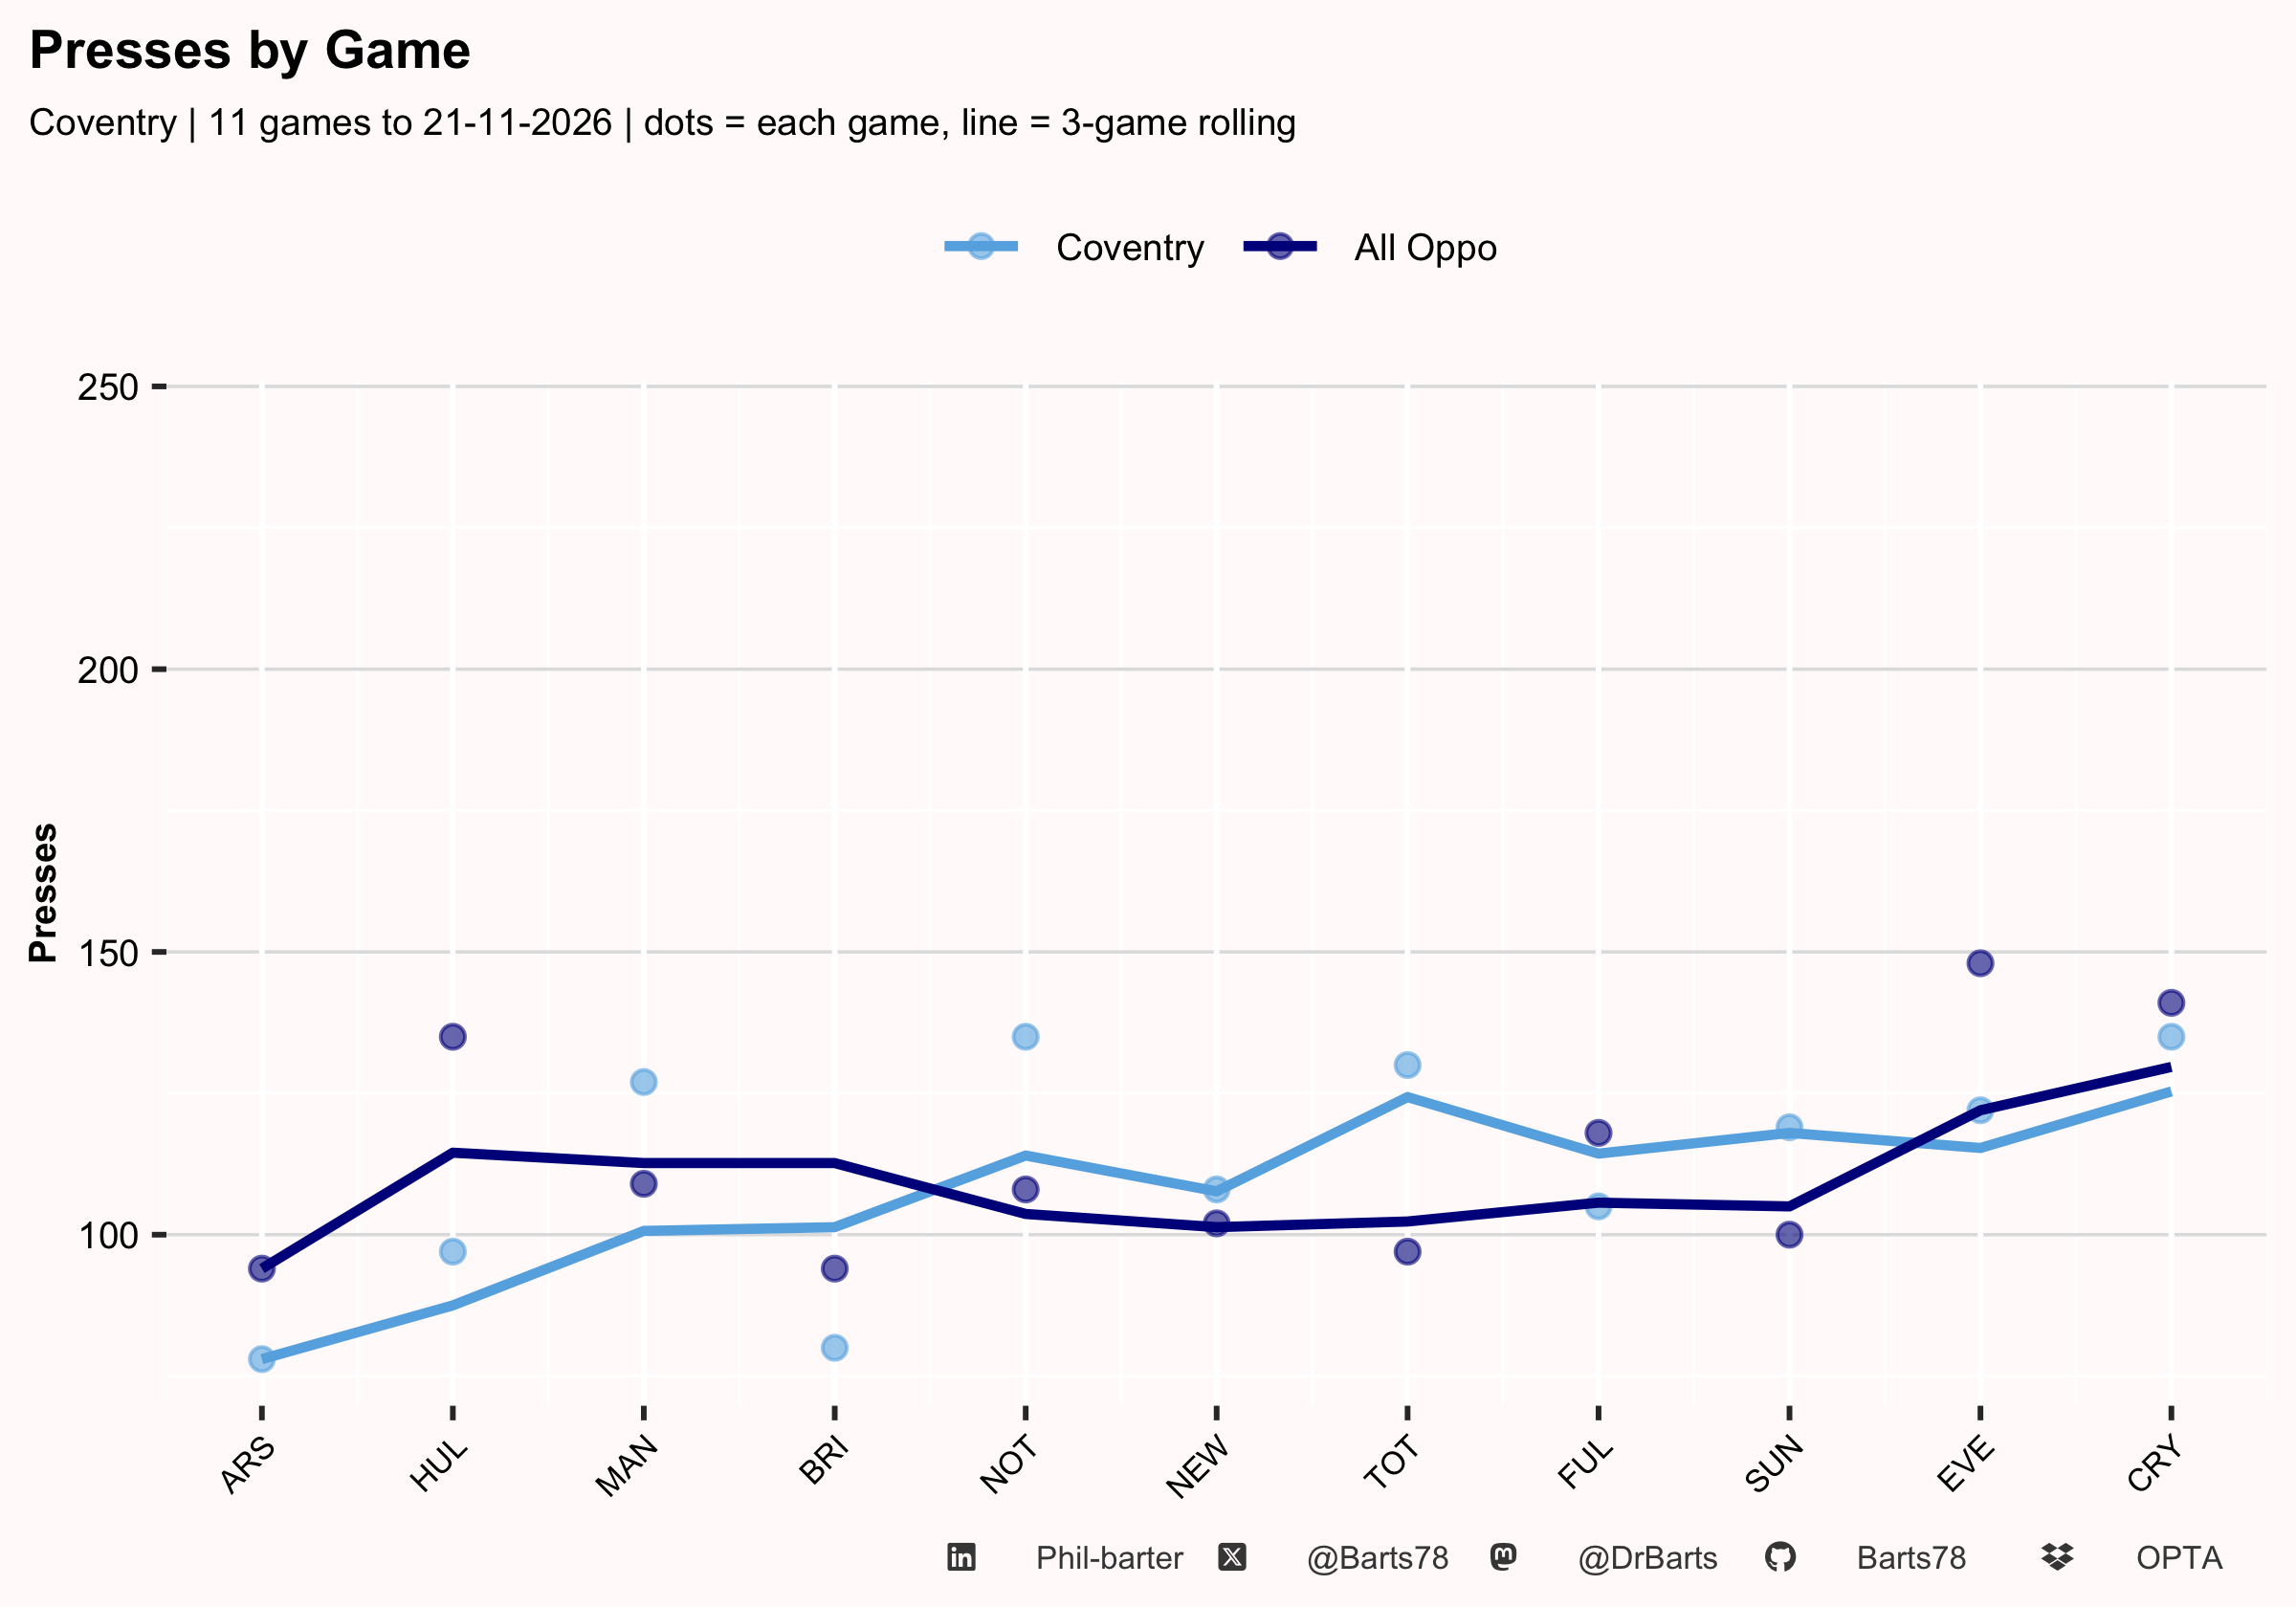 Presses by Game
Coventry | 11 games to 21-11-2026 | dots = each game, line = 3-game rolling
Coventry All Oppo
250
200
150
100
Presses
ARS HUL MAN BRI NOT NEW TOT FUL SUN EVE CRY
Phil-barter @Barts78 @DrBarts Barts78 OPTA